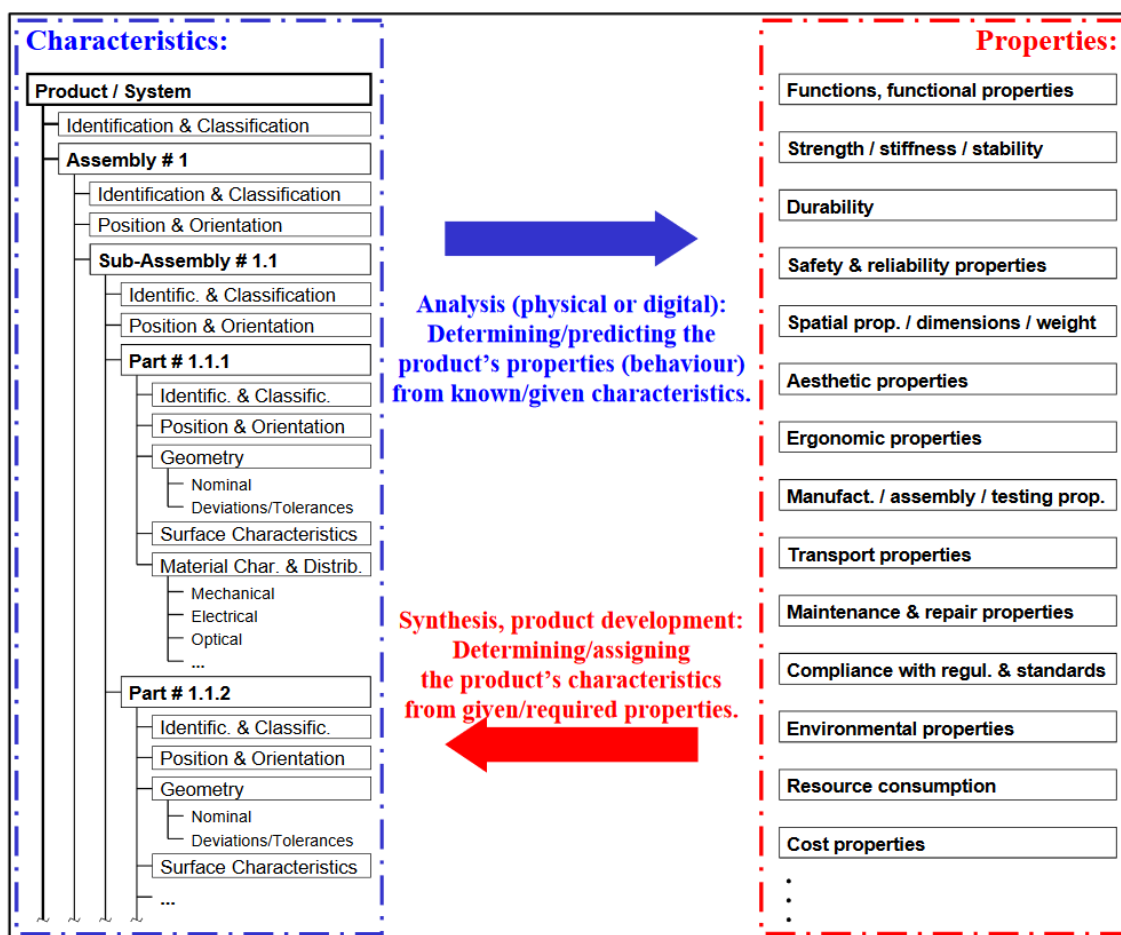 Characteristics:
Product / System
Identification & Classification
Assembly # 1
Identification & Classification
Position & Orientation
Sub-Assembly # 1.1
Identific. & Classification
Position & Orientation
Part # 1.1.1
Identific. & Classific.
Position & Orientation
Geometry
Nominal
Deviations/Tolerances
Surface Characteristics
Material Char. & Distrib.
Mechanical
Electrical
Optical
...
Part # 1.1.2
Identific. & Classific.
Position & Orientation
Geometry
Nominal
Deviations/Tolerances
Surface Characteristics
...
Analysis (physical or digital):
Determining/predicting the
product's properties (behaviour)
from known/given characteristics.
Synthesis, product development:
Determining/assigning
the product's characteristics
from given/required properties.
Properties:
Functions, functional properties
Strength / stiffness / stability
Durability
Safety & reliability properties
Spatial prop. / dimensions / weight
Aesthetic properties
Ergonomic properties
Manufact. / assembly / testing prop.
Transport properties
Maintenance & repair properties
Compliance with regul. & standards
Environmental properties
Resource consumption
Cost properties